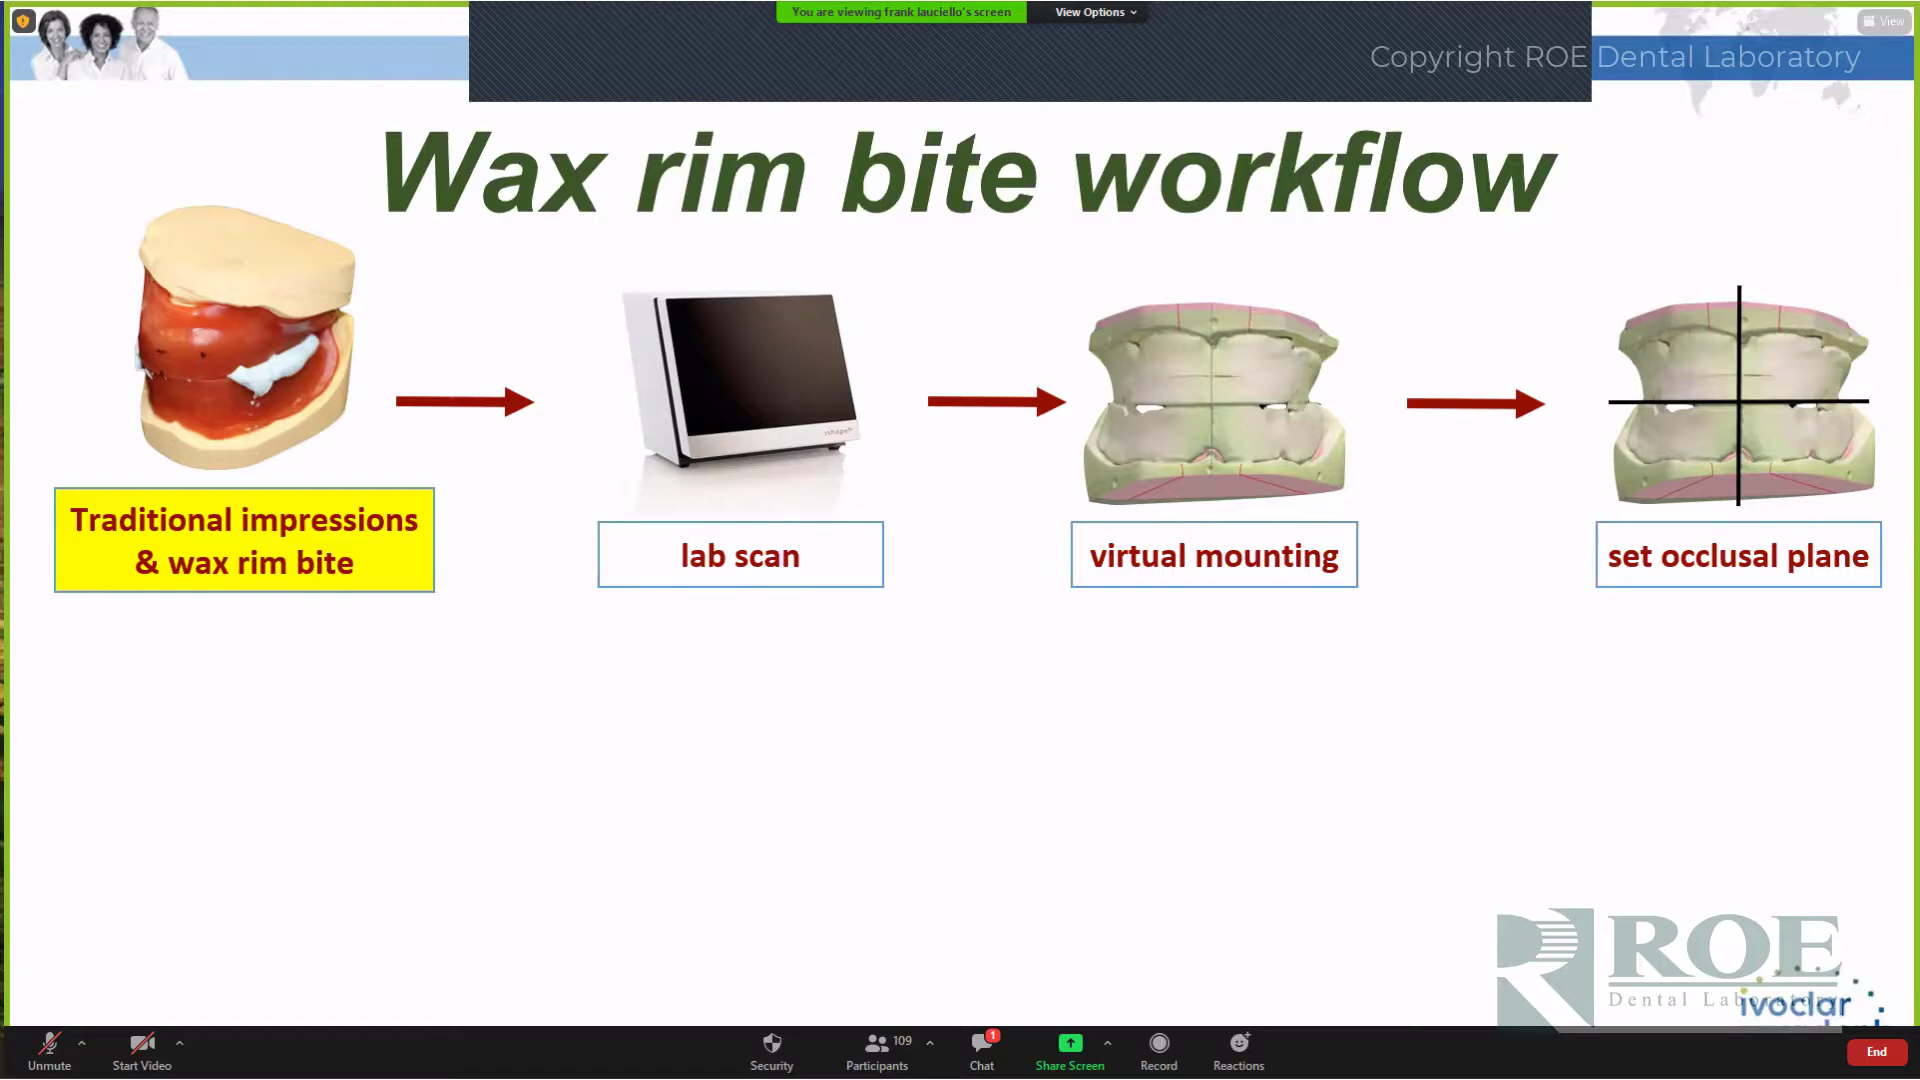 You are viewing frank lauciello's screen
View Options
View
Copyright ROE Dental Laboratory
Wax rim bite workflow
3shape
Traditional impressions
& wax rim bite
lab scan
virtual mounting
set occlusal plane
ROE
Dental Laboratory
ivoclar
Unmute
Start Video
Security
109
Participants
1
Chat
Share Screen
Record
Reactions
End